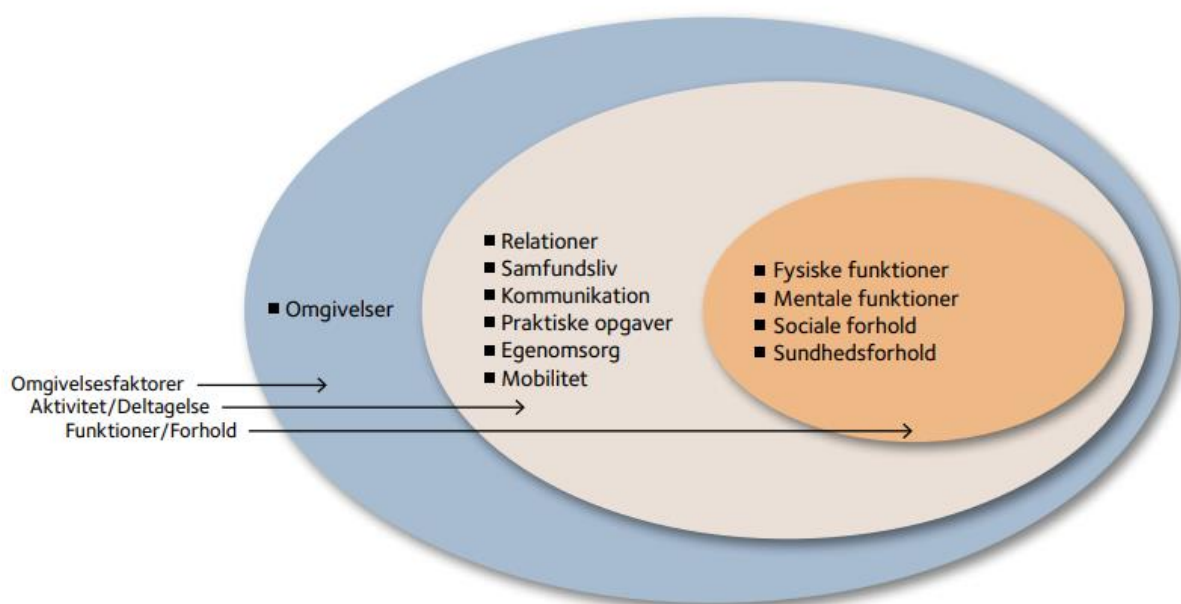 ■ Relationer
■ Samfundsliv
■ Kommunikation
■ Praktiske opgaver
■ Egenomsorg
■ Mobilitet
■ Fysiske funktioner
■ Mentale funktioner
■ Sociale forhold
■ Sundhedsforhold
■ Omgivelser
Omgivelsesfaktorer
Aktivitet/Deltagelse
Funktioner/Forhold